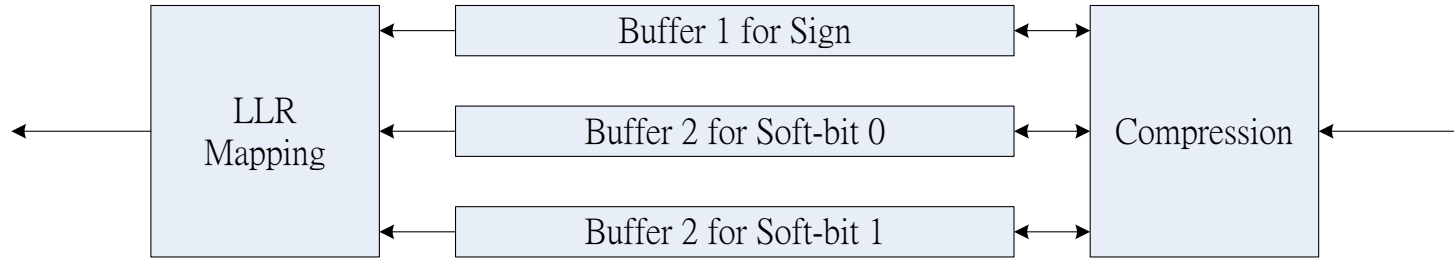 Buffer 1 for Sign
LLR
Mapping
Buffer 2 for Soft-bit 0
Compression
Buffer 2 for Soft-bit 1